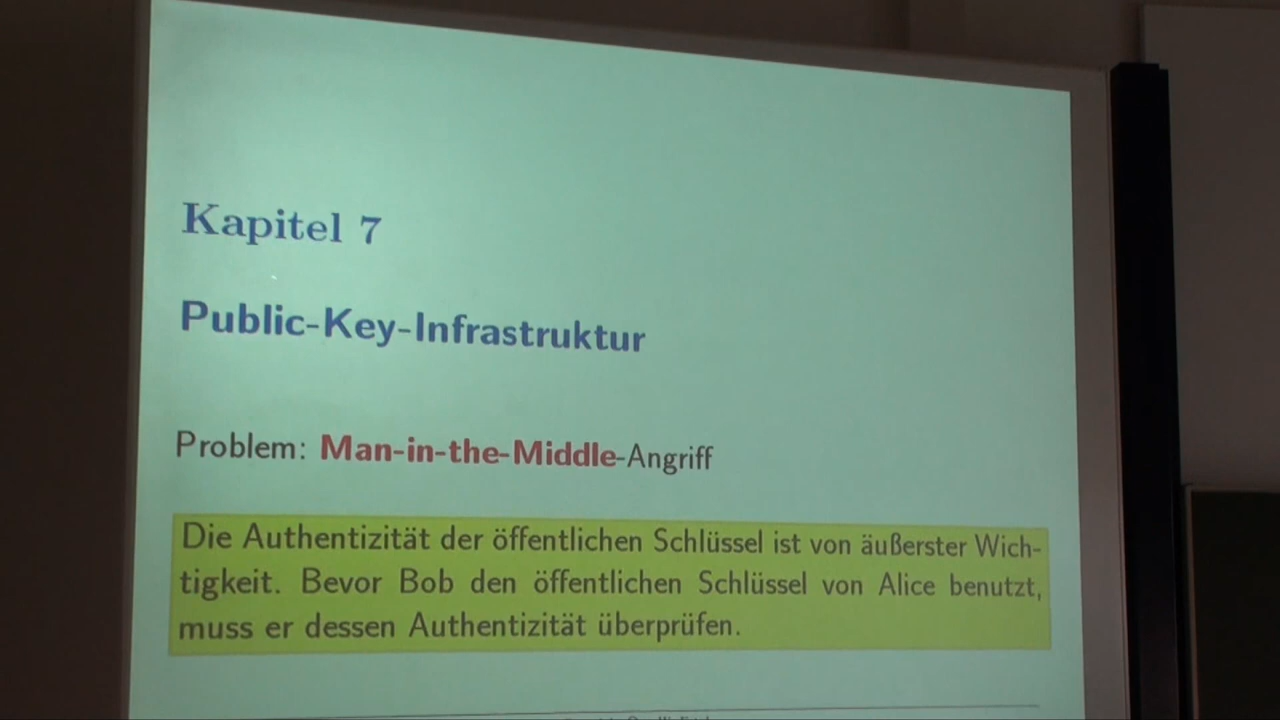 Kapitel 7
Public-Key-Infrastruktur
Problem: Man-in-the-Middle-Angriff
Die Authentizität der öffentlichen Schlüssel ist von äußerster Wich-
tigkeit. Bevor Bob den öffentlichen Schlüssel von Alice benutzt,
muss er dessen Authentizität überprüfen.